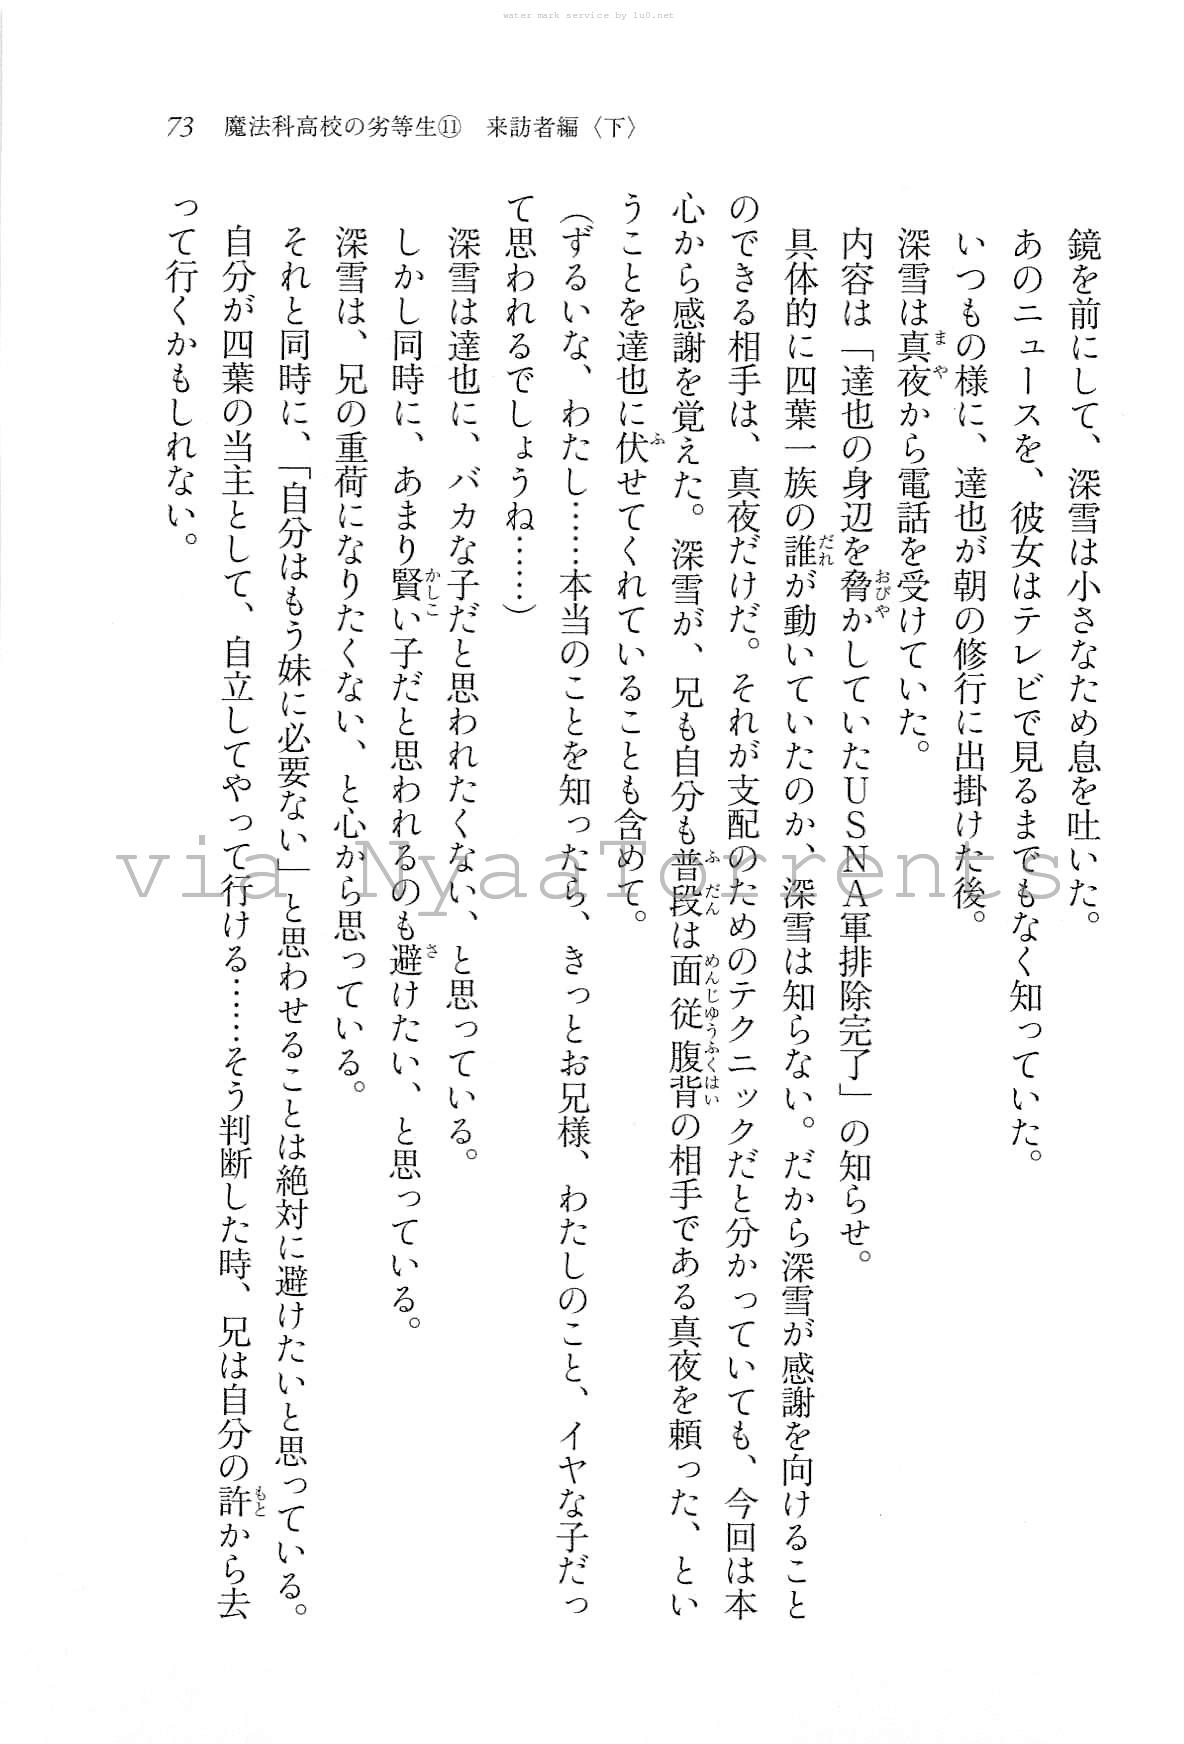 water mark service by lu0.net
73 魔法科高校の劣等生⑪ 来訪者編〈下〉
鏡を前にして、深雪は小さなため息を吐いた。
あのニュースを、彼女はテレビで見るまでもなく知っていた。
いつもの様に、達也が朝の修行に出掛けた後。
深雪は真夜から電話を受けていた。
内容は「達也の身辺を脅かしていたＵＳＮＡ軍排除完了」の知らせ。
具体的に四葉一族の誰が動いていたのか、深雪は知らない。だから深雪が感謝を向けること
のできる相手は、真夜だけだ。それが支配のためのテクニックだと分かっていても、今回は本
心から感謝を覚えた。深雪が、兄も自分も普段は面従腹背の相手である真夜を頼った、とい
うことを達也に伏せてくれていることも含めて。
（ずるいな、わたし……本当のことを知ったら、きっとお兄様、わたしのこと、イヤな子だっ
て思われるでしょうね……）
深雪は達也に、バカな子だと思われたくない、と思っている。
しかし同時に、あまり賢い子だと思われるのも避けたい、と思っている。
深雪は、兄の重荷になりたくない、と心から思っている。
それと同時に、「自分はもう妹に必要ない」と思わせることは絶対に避けたいと思っている。
自分が四葉の当主として、自立してやって行ける……そう判断した時、兄は自分の許から去
って行くかもしれない。
via NyaaTorrents